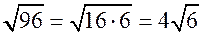 √96 = √16·6 = 4√6